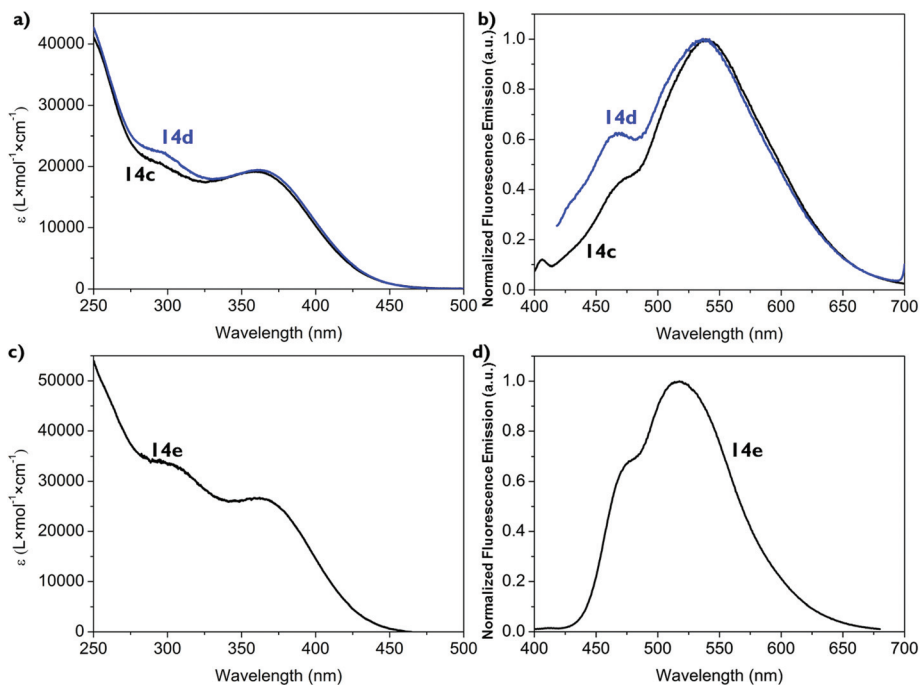 a)
40000
30000
20000
10000
0
ε (L×mol⁻¹×cm⁻¹)
14d
14c
250 300 350 400 450 500
Wavelength (nm)
b)
1.0
0.8
0.6
0.4
0.2
0.0
Normalized Fluorescence Emission (a.u.)
14d
14c
400 450 500 550 600 650 700
Wavelength (nm)
c)
50000
40000
30000
20000
10000
0
ε (L×mol⁻¹×cm⁻¹)
14e
250 300 350 400 450 500
Wavelength (nm)
d)
1.0
0.8
0.6
0.4
0.2
0.0
Normalized Fluorescence Emission (a.u.)
14e
400 450 500 550 600 650 700
Wavelength (nm)